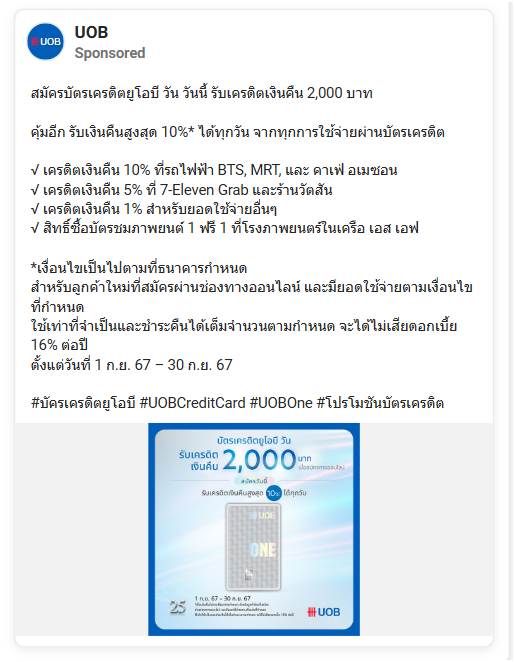 UOB
UOB
Sponsored
สมัครบัตรเครดิตยูโอบี วัน วันนี้ รับเครดิตเงินคืน 2,000 บาท
คุ้มอีก รับเงินคืนสูงสุด 10%* ได้ทุกวัน จากทุกการใช้จ่ายผ่านบัตรเครดิต
√ เครดิตเงินคืน 10% ที่รถไฟฟ้า BTS, MRT, และ คาเฟ่ อเมซอน
√ เครดิตเงินคืน 5% ที่ 7-Eleven Grab และร้านวัตสัน
√ เครดิตเงินคืน 1% สำหรับยอดใช้จ่ายอื่นๆ
√ สิทธิ์ซื้อบัตรชมภาพยนต์ 1 ฟรี 1 ที่โรงภาพยนตร์ในเครือ เอส เอฟ
*เงื่อนไขเป็นไปตามที่ธนาคารกำหนด
สำหรับลูกค้าใหม่ที่สมัครผ่านช่องทางออนไลน์ และมียอดใช้จ่ายตามเงื่อนไข
ที่กำหนด
ใช้เท่าที่จำเป็นและชำระคืนได้เต็มจำนวนตามกำหนด จะได้ไม่เสียดอกเบี้ย
16% ต่อปี
ตั้งแต่วันที่ 1 ก.ย. 67 – 30 ก.ย. 67
#บัครเครดิตยูโอบี #UOBCreditCard #UOBOne #โปรโมชันบัตรเครดิต
บัตรเครดิตยูโอบี วัน
รับเครดิต
เงินคืน 2,000 บาท
สมัครวันนี้
รับเครดิตเงินคืนสูงสุด 10% ได้ทุกวัน
UOB
ONE
25
1 ก.ย. 67 – 30 ก.ย. 67
UOB